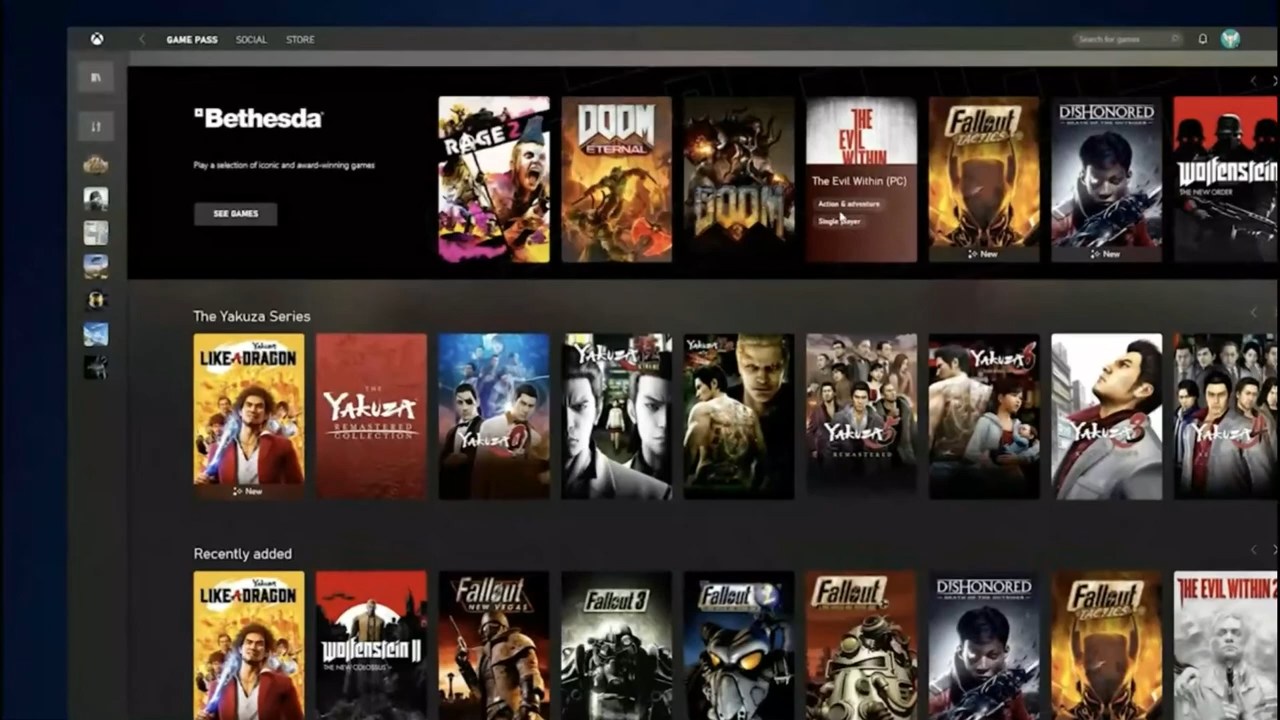 GAME PASS SOCIAL STORE Search for games
Bethesda
Play a selection of iconic and award-winning games
SEE GAMES
RAGE 2
DOOM
ETERNAL
DOOM
THE
EVIL
WITHIN
The Evil Within (PC)
Action & adventure
Single player
Fallout
TACTICS
New
DISHONORED
DEATH OF THE OUTSIDER
New
Wolfenstein
THE NEW ORDER
The Yakuza Series
Yakuza
LIKE A DRAGON
New
THE
YAKUZA
REMASTERED
COLLECTION
YAKUZA 0
YAKUZA
YAKUZA
YAKUZA 5
REMASTERED
YAKUZA 6
YAKUZA 3
YAKUZA
Recently added
Yakuza
LIKE A DRAGON
Wolfenstein II
THE NEW COLOSSUS
Fallout
NEW VEGAS
Fallout 3
Fallout 2
Fallout
DISHONORED
DEATH OF THE OUTSIDER
Fallout
TACTICS
THE EVIL WITHIN 2